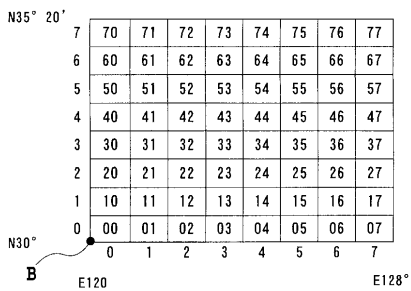 N35° 20'
7 70 71 72 73 74 75 76 77
6 60 61 62 63 64 65 66 67
5 50 51 52 53 54 55 56 57
4 40 41 42 43 44 45 46 47
3 30 31 32 33 34 35 36 37
2 20 21 22 23 24 25 26 27
1 10 11 12 13 14 15 16 17
0 00 01 02 03 04 05 06 07
N30°
0 1 2 3 4 5 6 7
B
E120 E128°